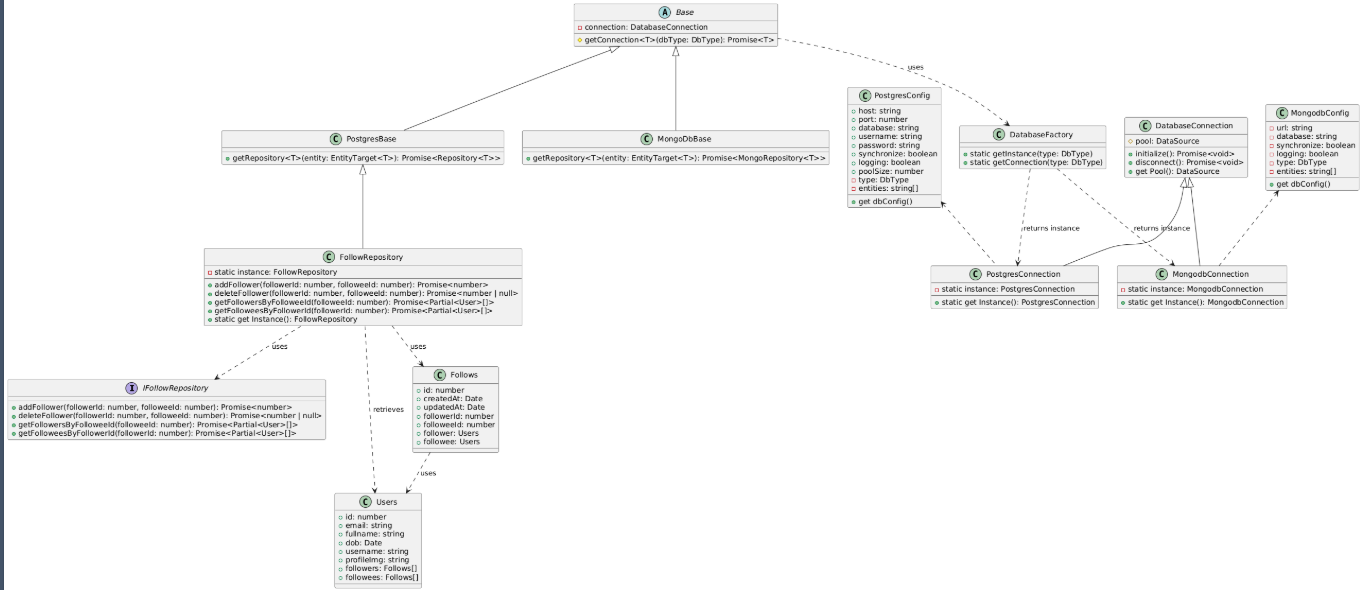 A Base
connection: DatabaseConnection
getConnection<T>(dbType: DbType): Promise<T>
uses
C PostgresBase
getRepository<T>(entity: EntityTarget<T>): Promise<Repository<T>>
C MongoDbBase
getRepository<T>(entity: EntityTarget<T>): Promise<MongoRepository<T>>
C PostgresConfig
host: string
port: number
database: string
username: string
password: string
synchronize: boolean
logging: boolean
poolSize: number
type: DbType
entities: string[]
get dbConfig()
C DatabaseFactory
static getInstance(type: DbType)
static getConnection(type: DbType)
C DatabaseConnection
pool: DataSource
initialize(): Promise<void>
disconnect(): Promise<void>
get Pool(): DataSource
C MongodbConfig
url: string
database: string
synchronize: boolean
logging: boolean
type: DbType
entities: string[]
get dbConfig()
returns instance
returns instance
C PostgresConnection
static instance: PostgresConnection
static get Instance(): PostgresConnection
C MongodbConnection
static instance: MongodbConnection
static get Instance(): MongodbConnection
C FollowRepository
static instance: FollowRepository
addFollower(followerId: number, followeeId: number): Promise<number>
deleteFollower(followerId: number, followeeId: number): Promise<number | null>
getFollowersByFolloweeId(followeeId: number): Promise<Partial<User>[]>
getFolloweesByFollowerId(followerId: number): Promise<Partial<User>[]>
static get Instance(): FollowRepository
uses
uses
retrieves
I IFollowRepository
addFollower(followerId: number, followeeId: number): Promise<number>
deleteFollower(followerId: number, followeeId: number): Promise<number | null>
getFollowersByFolloweeId(followeeId: number): Promise<Partial<User>[]>
getFolloweesByFollowerId(followerId: number): Promise<Partial<User>[]>
C Follows
id: number
createdAt: Date
updatedAt: Date
followerId: number
followeeId: number
follower: Users
followee: Users
uses
C Users
id: number
email: string
fullname: string
dob: Date
username: string
profileImg: string
followers: Follows[]
followees: Follows[]